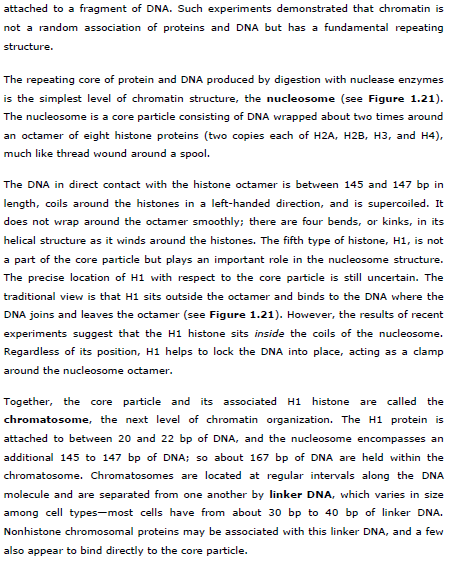 attached to a fragment of DNA. Such experiments demonstrated that chromatin is
not a random association of proteins and DNA but has a fundamental repeating
structure.
The repeating core of protein and DNA produced by digestion with nuclease enzymes
is the simplest level of chromatin structure, the nucleosome (see Figure 1.21).
The nucleosome is a core particle consisting of DNA wrapped about two times around
an octamer of eight histone proteins (two copies each of H2A, H2B, H3, and H4),
much like thread wound around a spool.
The DNA in direct contact with the histone octamer is between 145 and 147 bp in
length, coils around the histones in a left-handed direction, and is supercoiled. It
does not wrap around the octamer smoothly; there are four bends, or kinks, in its
helical structure as it winds around the histones. The fifth type of histone, H1, is not
a part of the core particle but plays an important role in the nucleosome structure.
The precise location of H1 with respect to the core particle is still uncertain. The
traditional view is that H1 sits outside the octamer and binds to the DNA where the
DNA joins and leaves the octamer (see Figure 1.21). However, the results of recent
experiments suggest that the H1 histone sits inside the coils of the nucleosome.
Regardless of its position, H1 helps to lock the DNA into place, acting as a clamp
around the nucleosome octamer.
Together, the core particle and its associated H1 histone are called the
chromatosome, the next level of chromatin organization. The H1 protein is
attached to between 20 and 22 bp of DNA, and the nucleosome encompasses an
additional 145 to 147 bp of DNA; so about 167 bp of DNA are held within the
chromatosome. Chromatosomes are located at regular intervals along the DNA
molecule and are separated from one another by linker DNA, which varies in size
among cell types—most cells have from about 30 bp to 40 bp of linker DNA.
Nonhistone chromosomal proteins may be associated with this linker DNA, and a few
also appear to bind directly to the core particle.